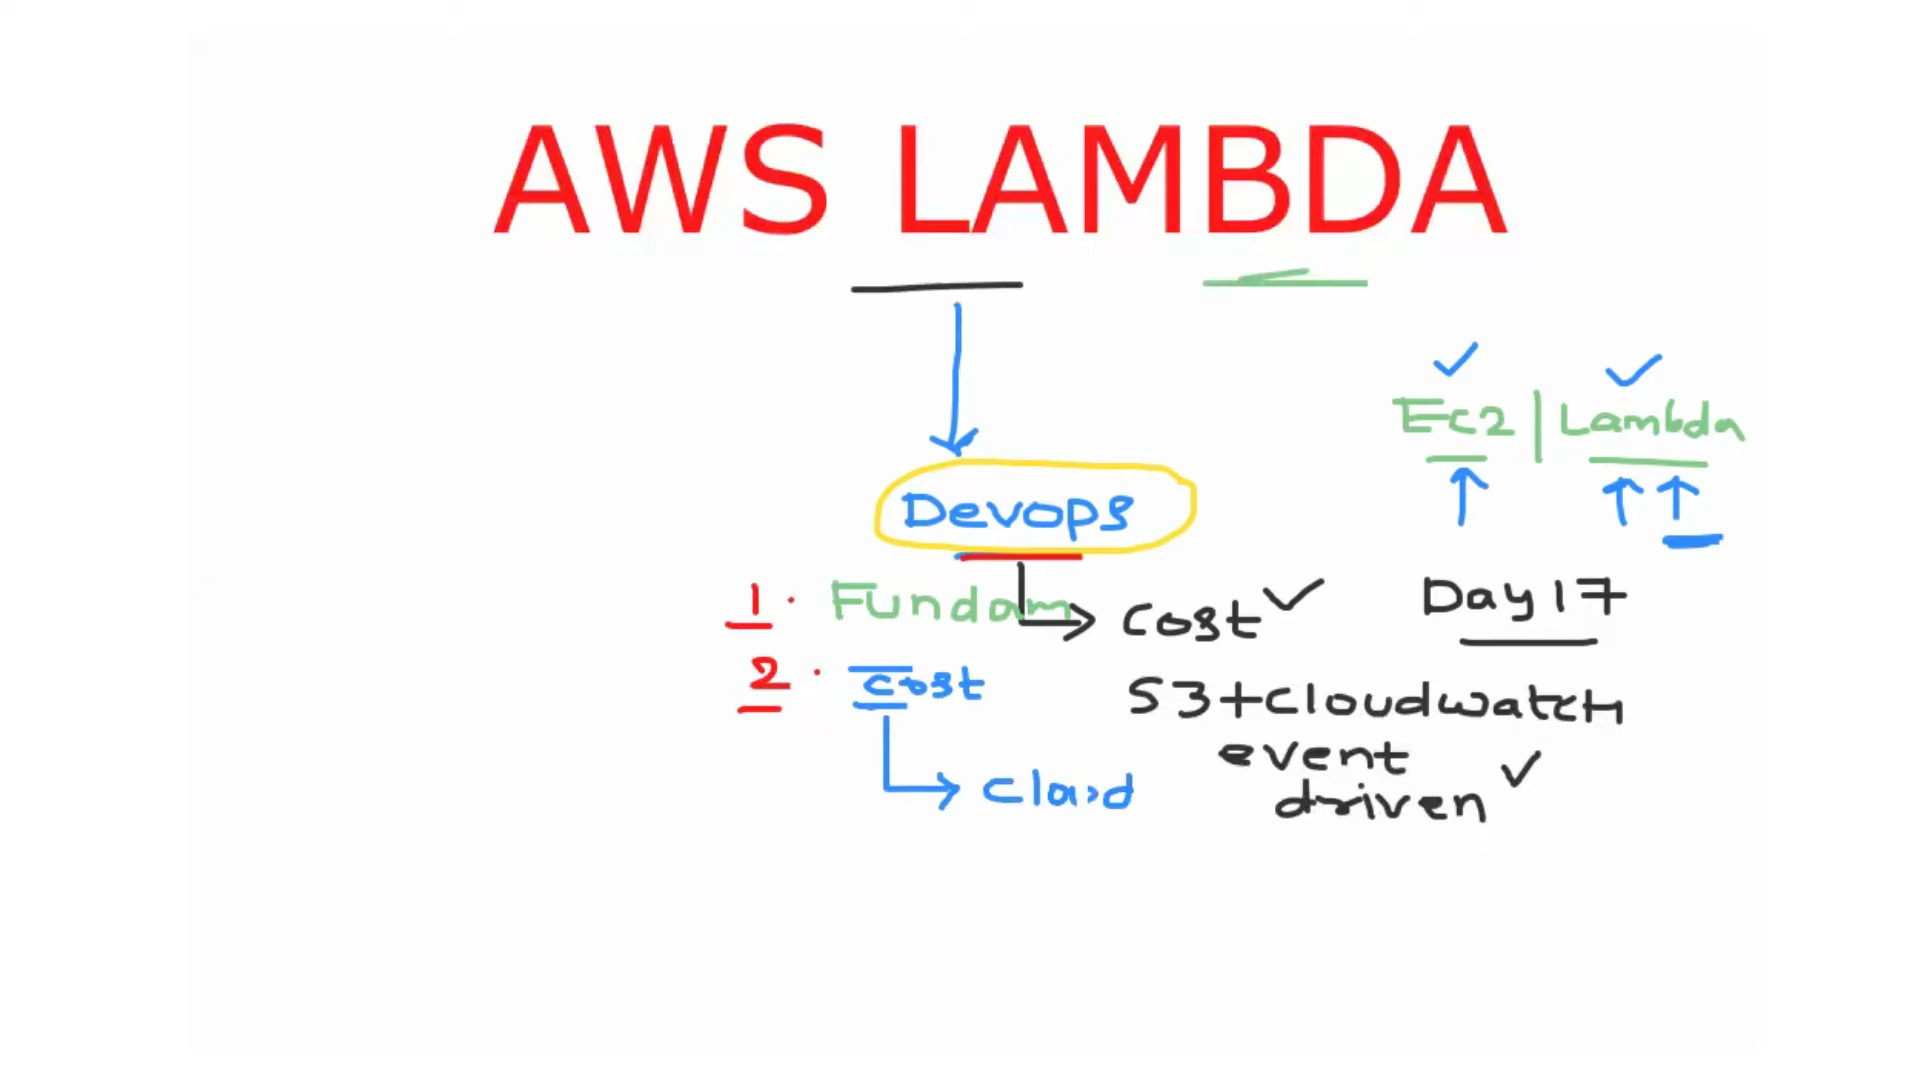 AWS LAMBDA
EC2 | Lambda
Devops
1. Fundam
Cost
Day 17
2. Cost
S3+Cloudwatch
event
driven
Cloud